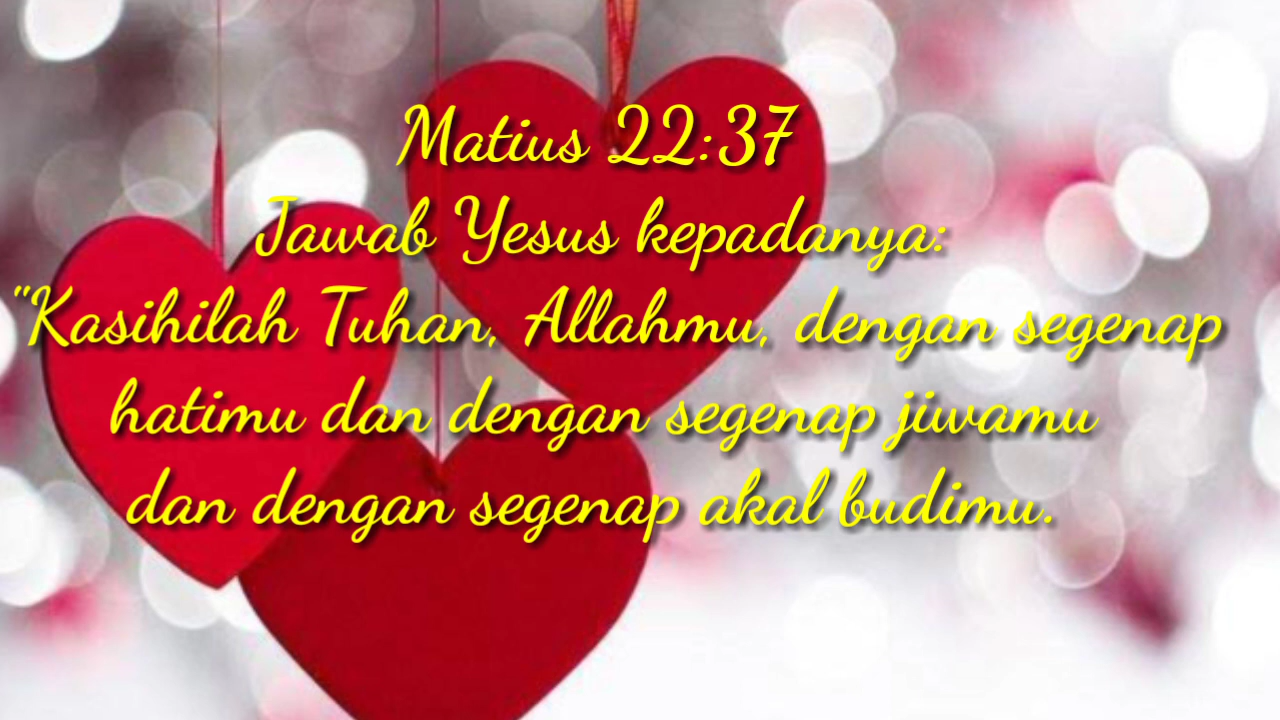 Matius 22:37
Jawab Yesus kepadanya:
"Kasihilah Tuhan, Allahmu, dengan segenap
hatimu dan dengan segenap jiwamu
dan dengan segenap akal budimu.